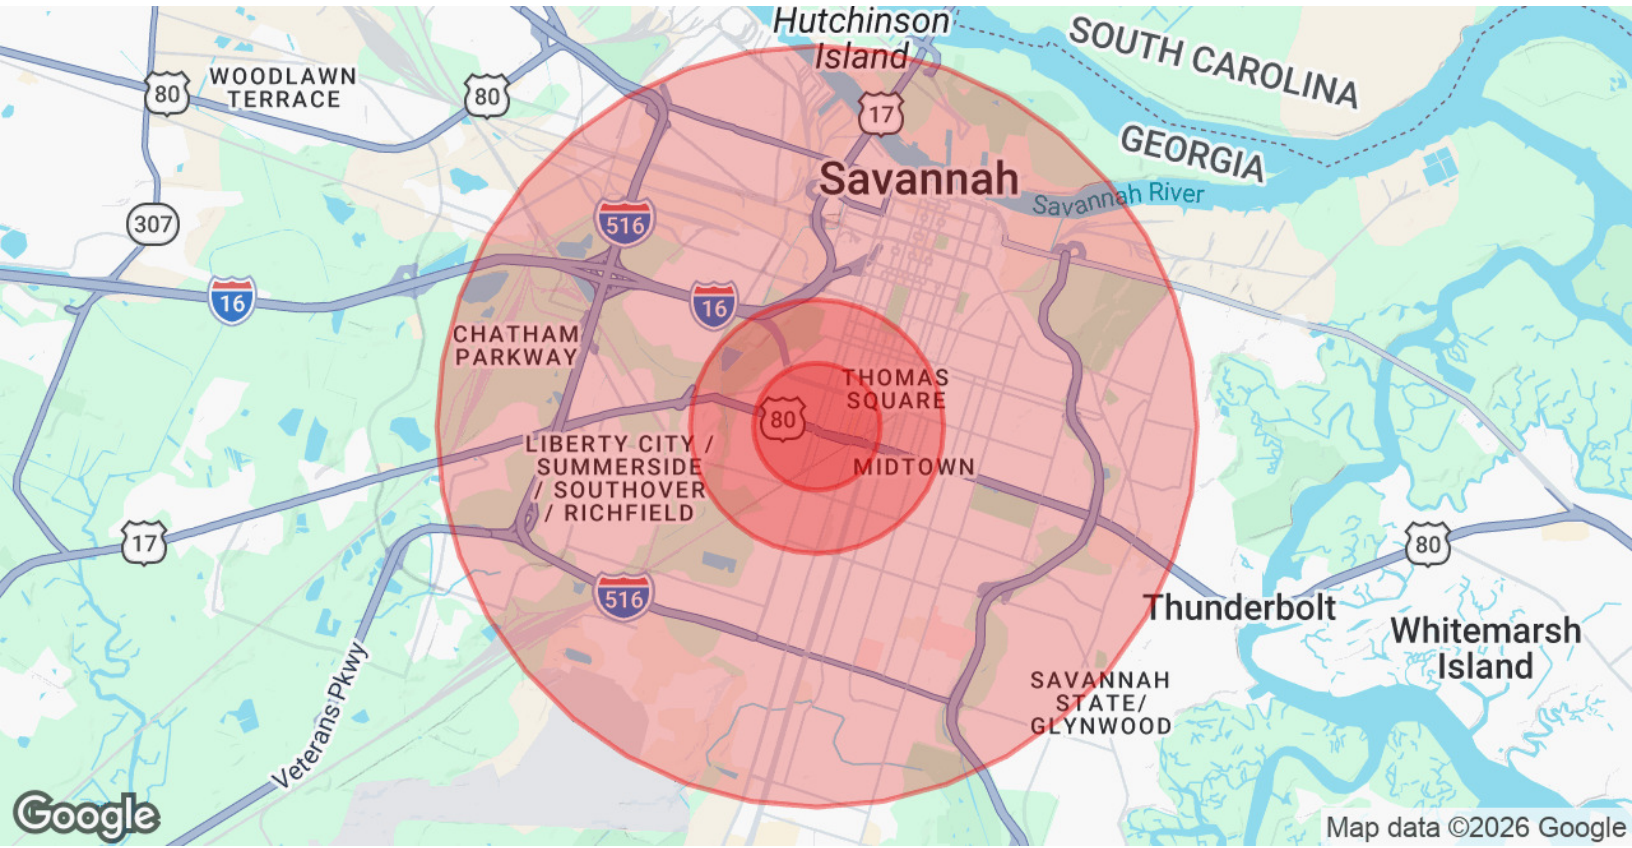 Hutchinson
Island
SOUTH CAROLINA
WOODLAWN
TERRACE
80
80
17
GEORGIA
Savannah
Savannah River
307
516
16
16
CHATHAM
PARKWAY
THOMAS
SQUARE
80
LIBERTY CITY /
SUMMERSIDE
/ SOUTHOVER
/ RICHFIELD
MIDTOWN
17
80
516
Thunderbolt
Whitemarsh
Island
Veterans Pkwy
SAVANNAH
STATE/
GLYNWOOD
Google
Map data ©2026 Google